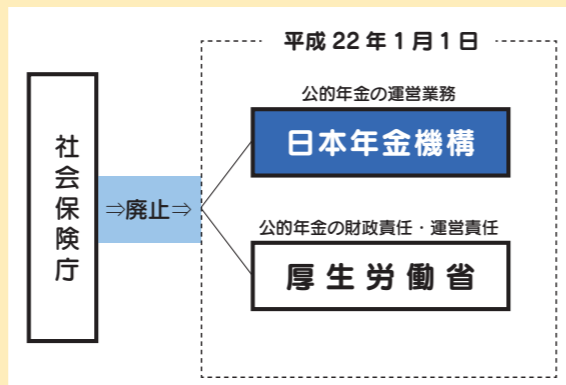 平成22年1月1日
社会保険庁
⇒廃止⇒
公的年金の運営業務
日本年金機構
公的年金の財政責任・運営責任
厚生労働省